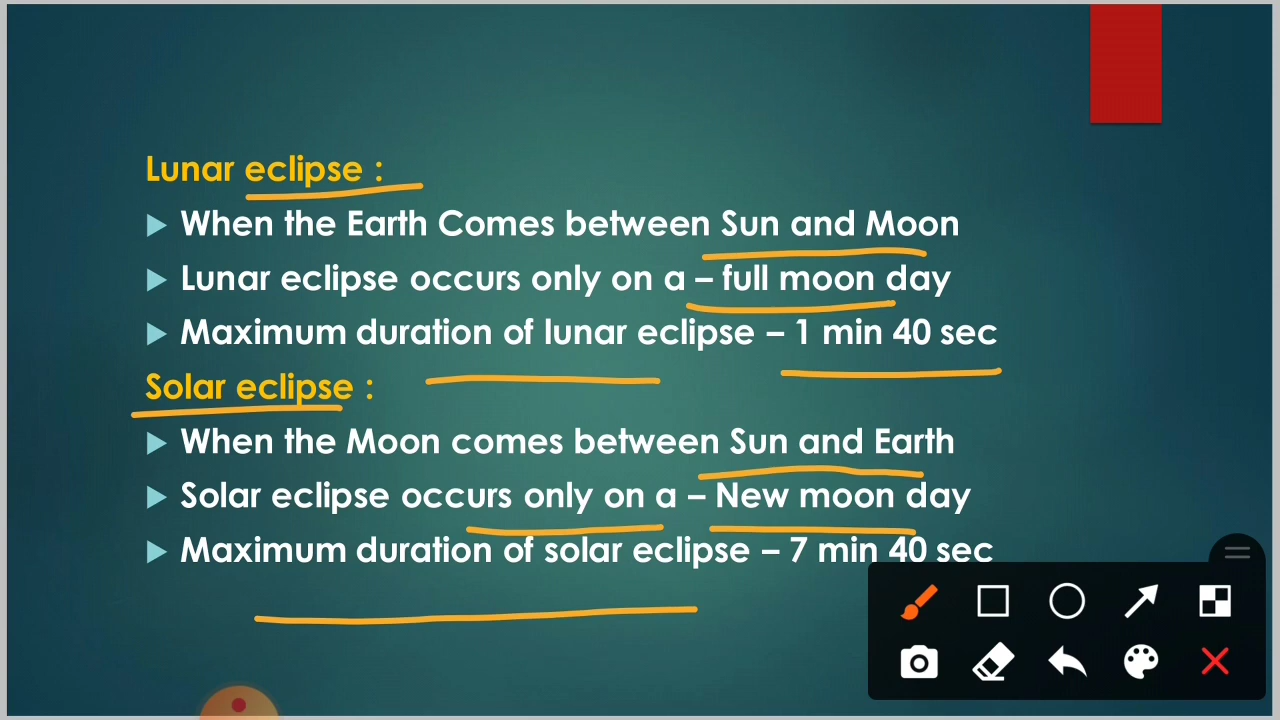 Lunar eclipse :
When the Earth Comes between Sun and Moon
Lunar eclipse occurs only on a – full moon day
Maximum duration of lunar eclipse – 1 min 40 sec
Solar eclipse :
When the Moon comes between Sun and Earth
Solar eclipse occurs only on a – New moon day
Maximum duration of solar eclipse – 7 min 40 sec